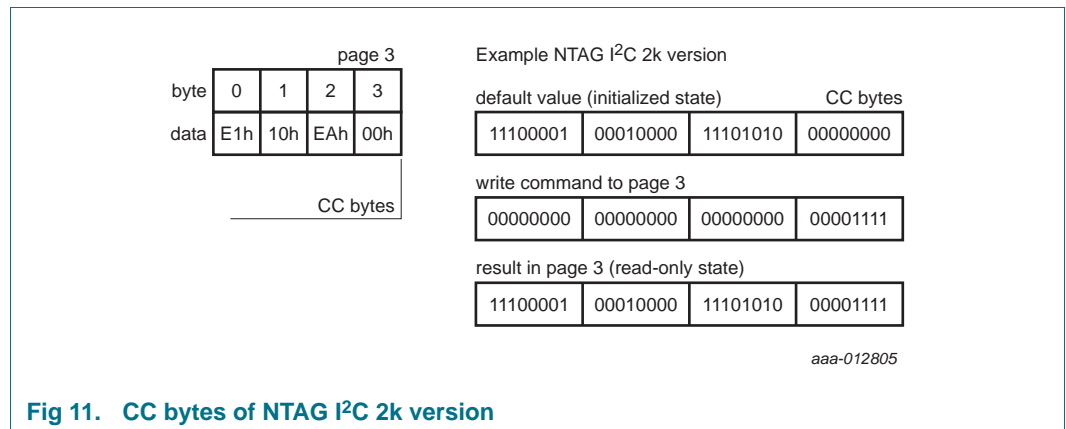 page 3
byte 0 1 2 3
data E1h 10h EAh 00h
CC bytes
Example NTAG I²C 2k version
default value (initialized state) CC bytes
11100001 00010000 11101010 00000000
write command to page 3
00000000 00000000 00000000 00001111
result in page 3 (read-only state)
11100001 00010000 11101010 00001111
aaa-012805
Fig 11. CC bytes of NTAG I²C 2k version